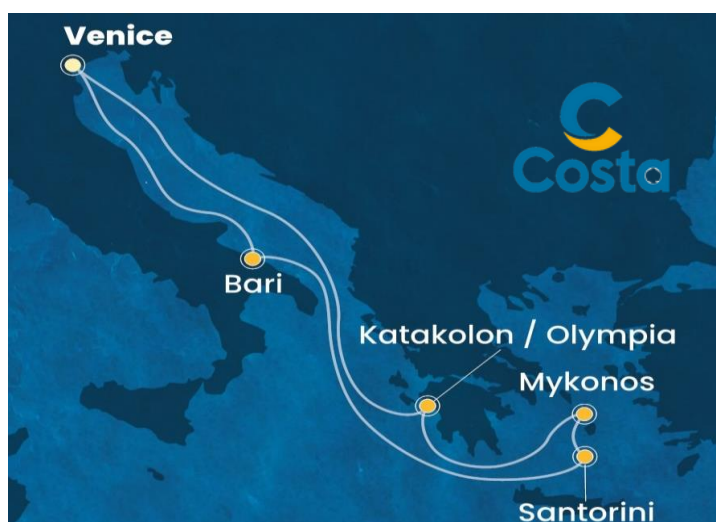 Venice
Costa
Bari
Katakolon / Olympia
Mykonos
Santorini